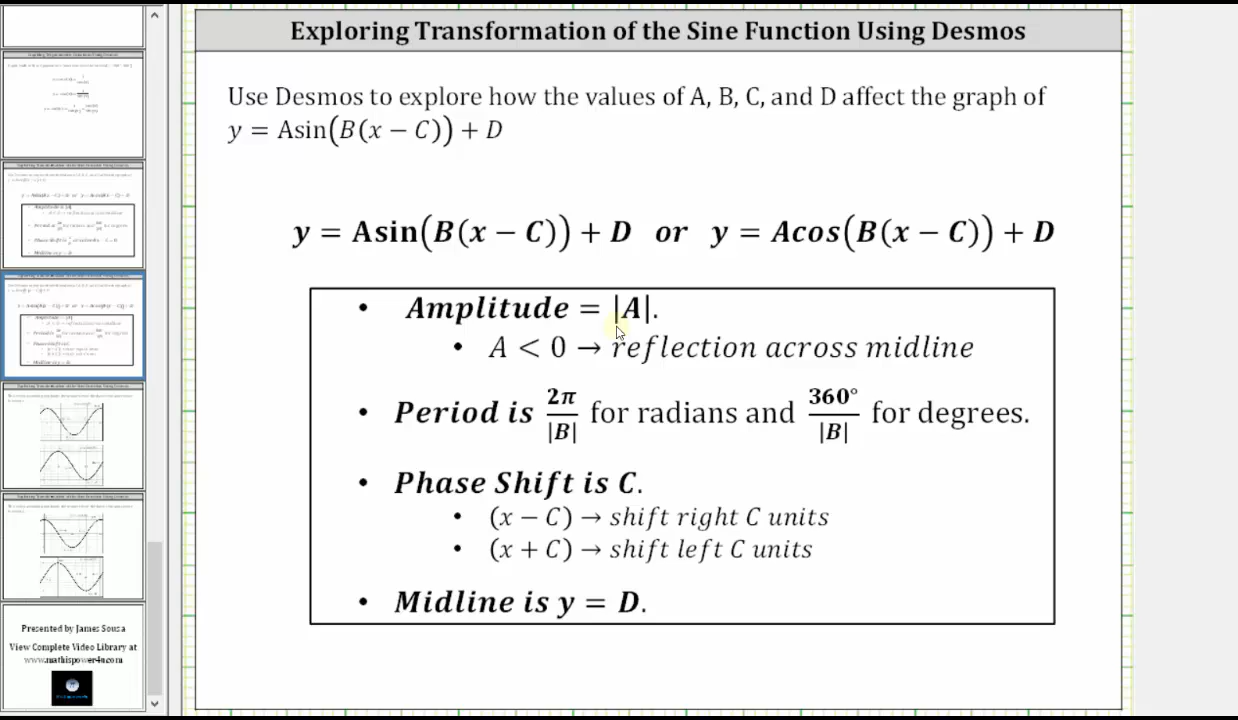 Exploring Transformation of the Sine Function Using Desmos
Use Desmos to explore how the values of A, B, C, and D affect the graph of
y = Asin(B(x − C)) + D
y = Asin(B(x − C)) + D or y = Acos(B(x − C)) + D
• Amplitude = |A|.
• A < 0 → reflection across midline
• Period is 2π/|B| for radians and 360°/|B| for degrees.
• Phase Shift is C.
• (x − C) → shift right C units
• (x + C) → shift left C units
• Midline is y = D.
Presented by James Sousa
View Complete Video Library at
www.mathispower4u.com